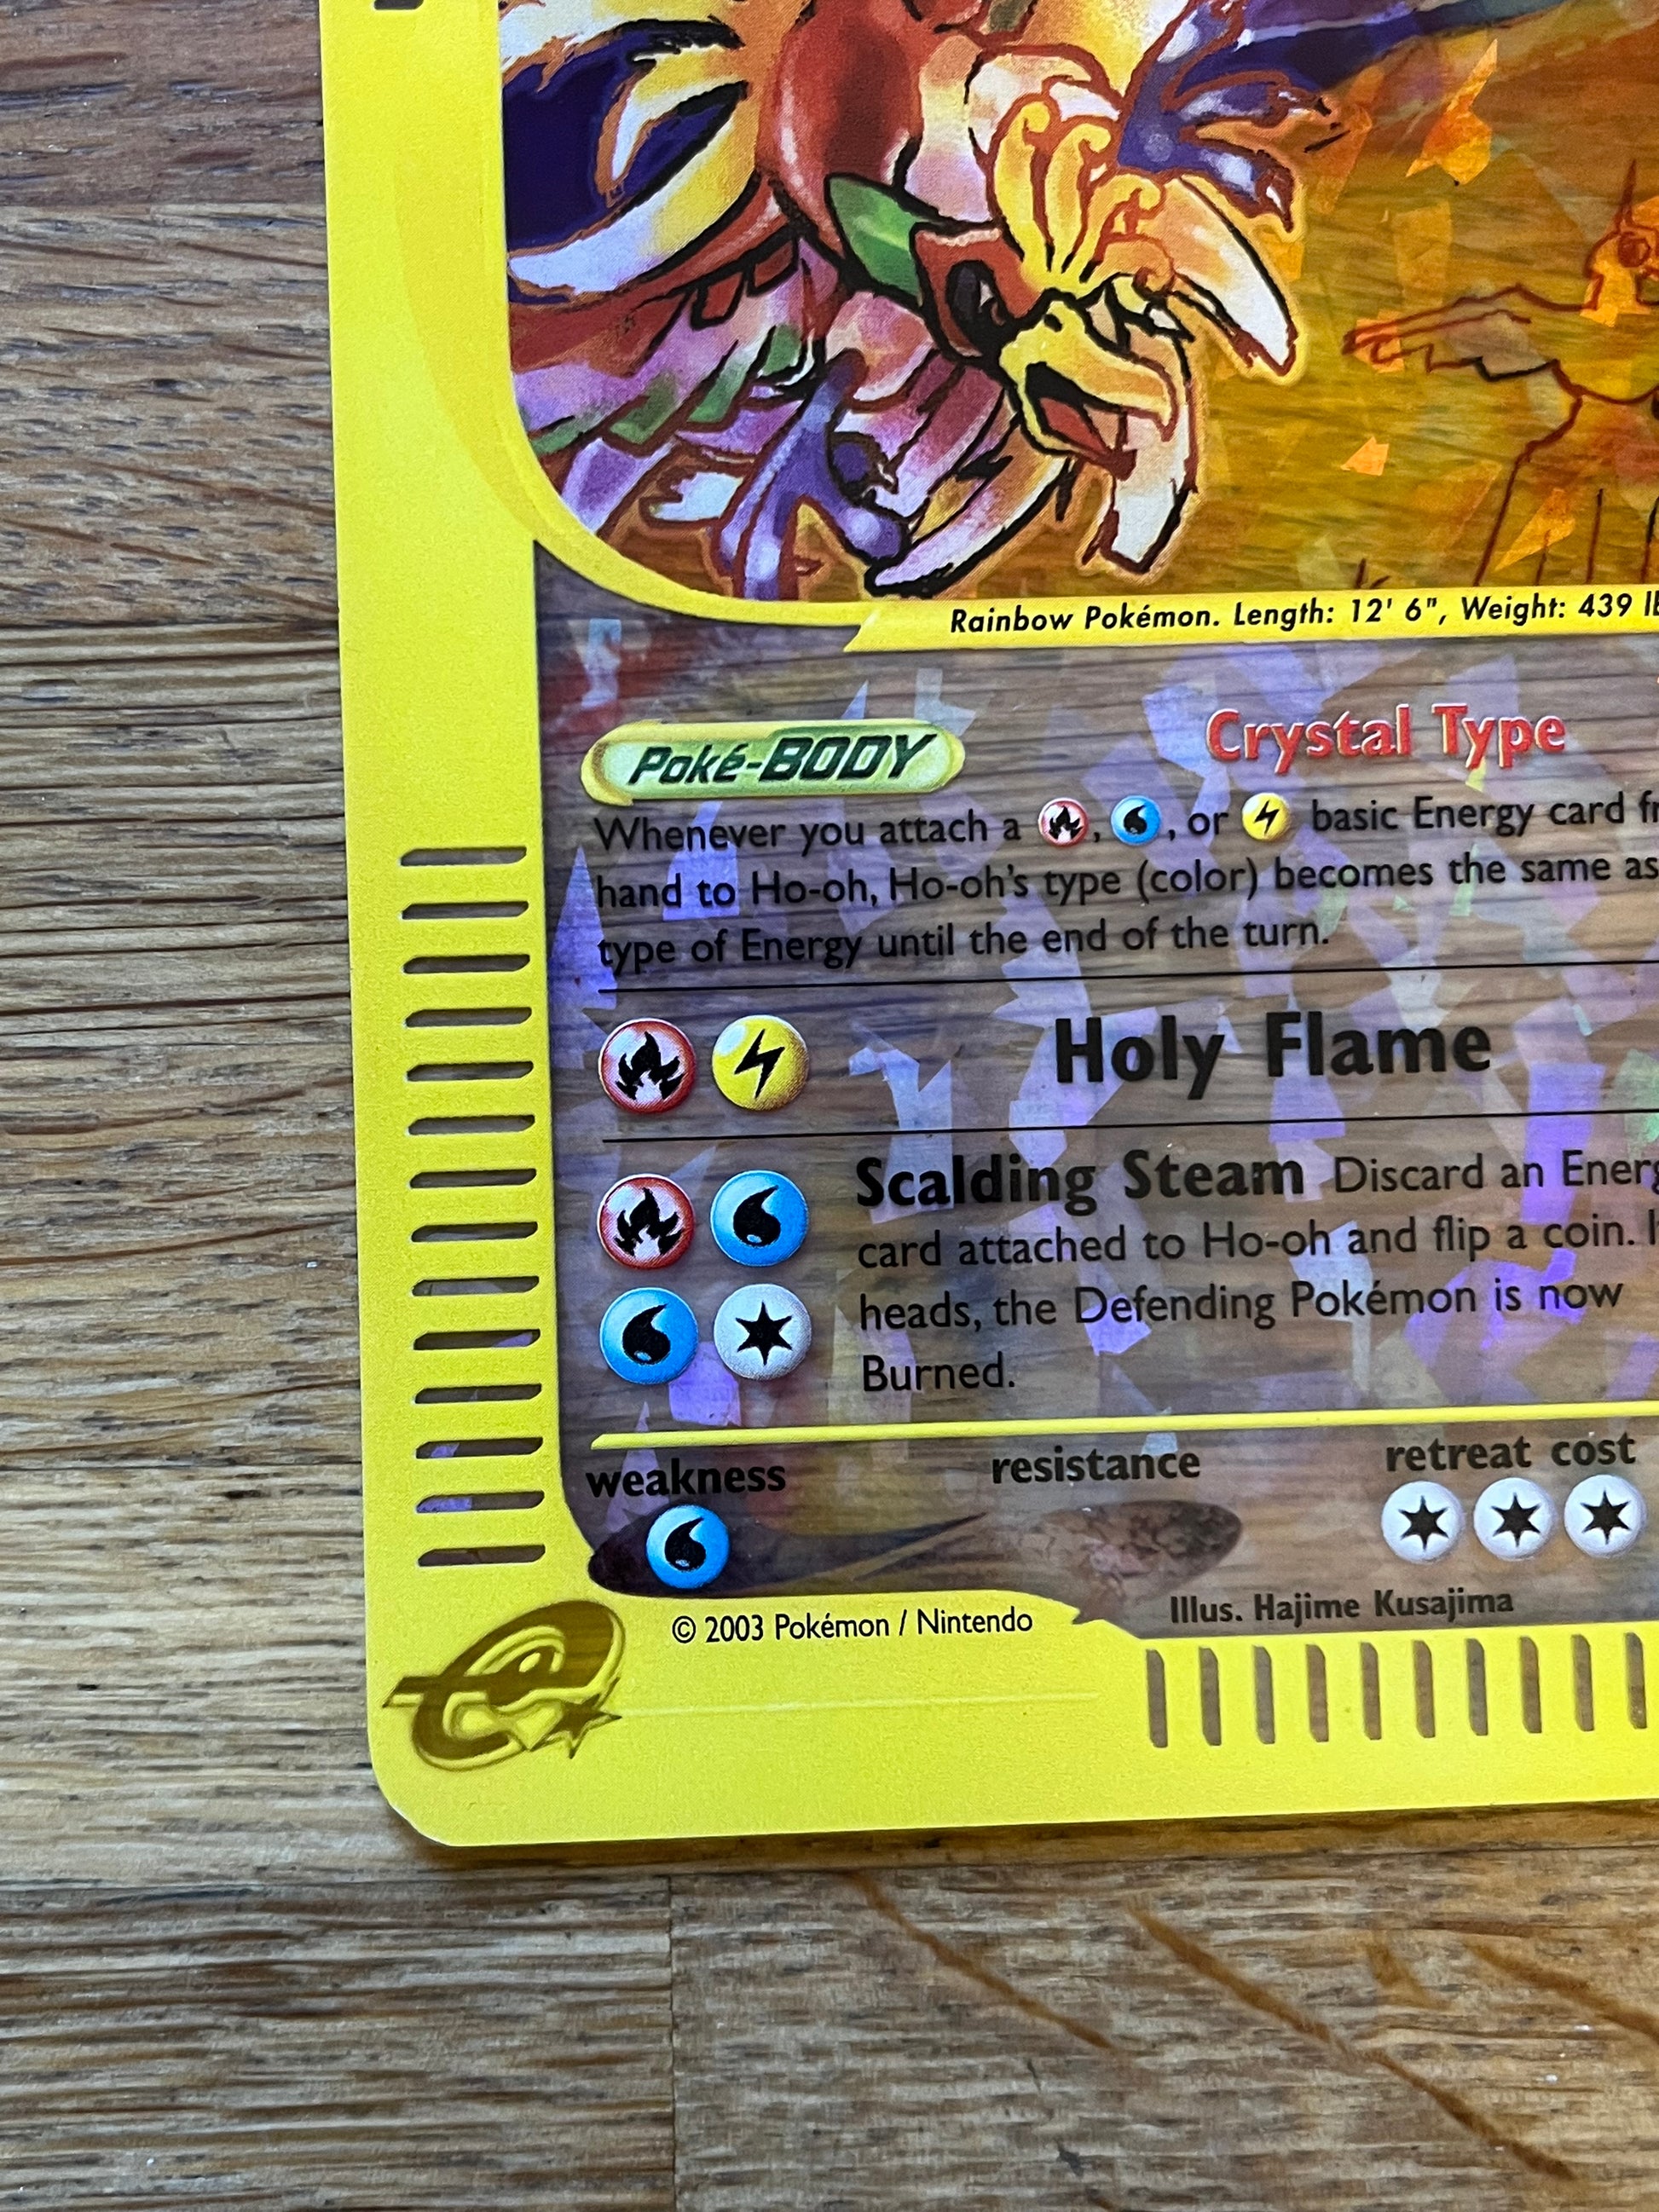 Rainbow Pokémon. Length: 12' 6", Weight: 439
Poké-BODY
Crystal Type
Whenever you attach a , , or basic Energy card
hand to Ho-oh, Ho-oh's type (color) becomes the same as
type of Energy until the end of the turn.
Holy Flame
Scalding Steam Discard an
card attached to Ho-oh and flip a coin.
heads, the Defending Pokémon is now
Burned.
weakness resistance retreat cost
Illus. Hajime Kusajima
© 2003 Pokémon / Nintendo
e